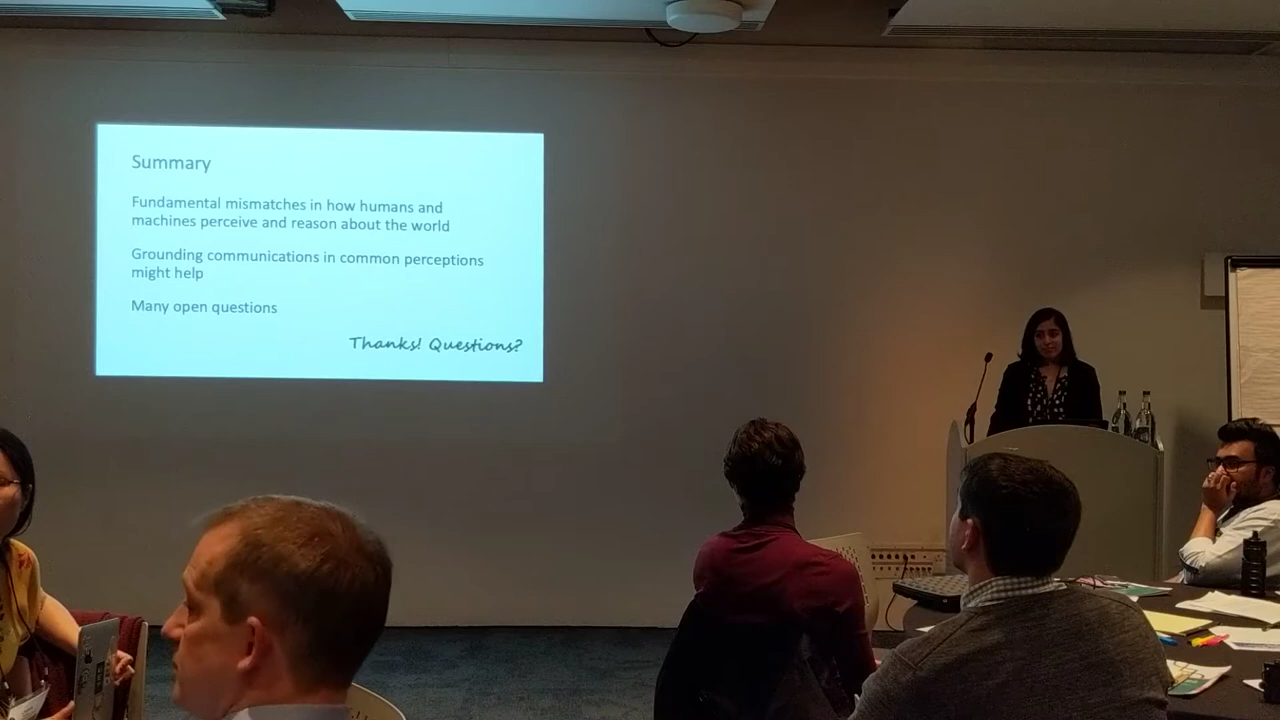 Summary
Fundamental mismatches in how humans and
machines perceive and reason about the world
Grounding communications in common perceptions
might help
Many open questions
Thanks! Questions?